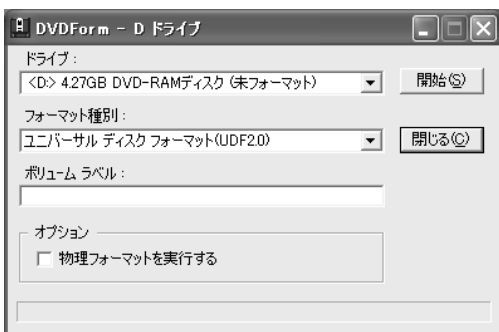 DVDForm - D ドライブ
ドライブ:
<D:> 4.27GB DVD-RAMディスク (未フォーマット)
開始(S)
フォーマット種別:
ユニバーサル ディスク フォーマット(UDF2.0)
閉じる(C)
ボリューム ラベル:
オプション
物理フォーマットを実行する